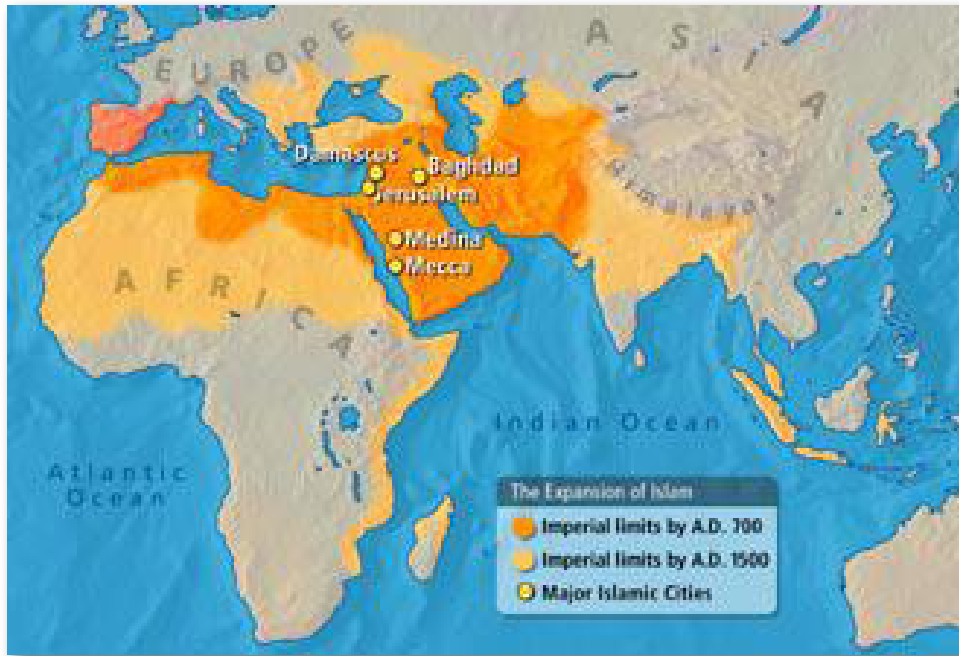 EUROPE
ASIA
Damascus
Baghdad
Jerusalem
Himalayas
Medina
Mecca
AFRICA
Indian Ocean
Atlantic
Ocean
The Expansion of Islam
Imperial limits by A.D. 700
Imperial limits by A.D. 1500
Major Islamic Cities